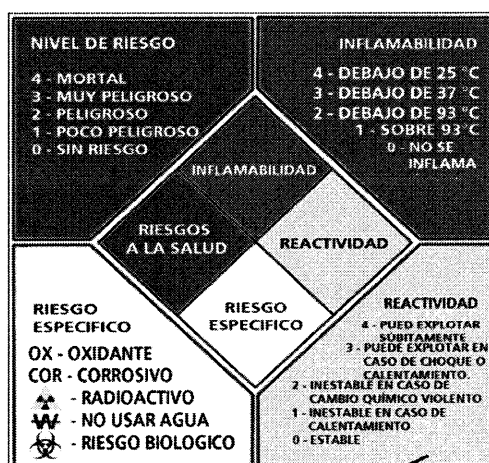 NIVEL DE RIESGO
4 - MORTAL
3 - MUY PELIGROSO
2 - PELIGROSO
1 - POCO PELIGROSO
0 - SIN RIESGO
INFLAMABILIDAD
4 - DEBAJO DE 25 °C
3 - DEBAJO DE 37 °C
2 - DEBAJO DE 93 °C
1 - SOBRE 93°C
0 - NO SE
INFLAMA
INFLAMABILIDAD
RIESGOS
A LA SALUD
REACTIVIDAD
RIESGO
ESPECIFICO
RIESGO
ESPECIFICO
OX - OXIDANTE
COR - CORROSIVO
- RADIOACTIVO
W - NO USAR AGUA
- RIESGO BIOLOGICO
REACTIVIDAD
4 - PUED EXPLOTAR
SÚBITAMENTE
3 - PUEDE EXPLOTAR EN
CASO DE CHOQUE O
CALENTAMIENTO.
2 - INESTABLE EN CASO DE
CAMBIO QUÍMICO VIOLENTO
1 - INESTABLE EN CASO DE
CALENTAMIENTO
0 - ESTABLE